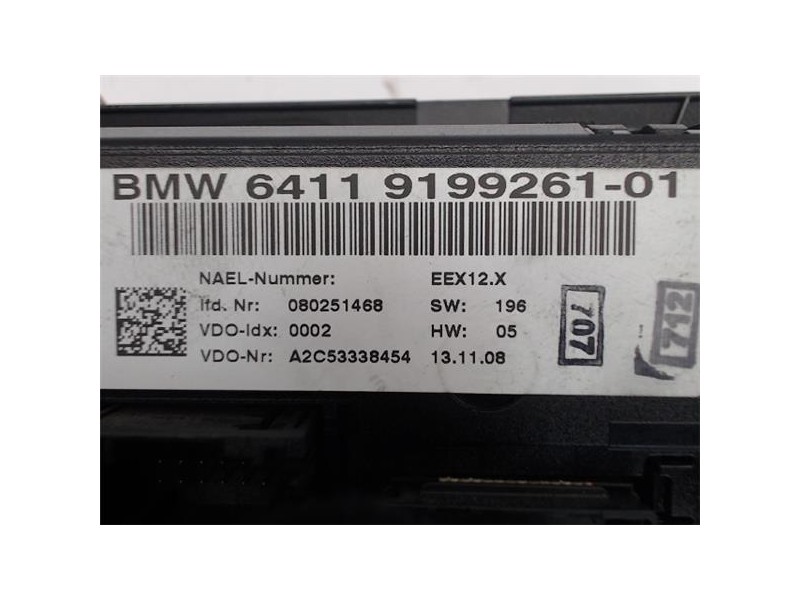 BMW 6411 9199261-01
NAEL-Nummer: EEX12.X
lfd. Nr: 080251468 SW: 196
VDO-Idx: 0002 HW: 05
VDO-Nr: A2C53338454 13.11.08
707
712